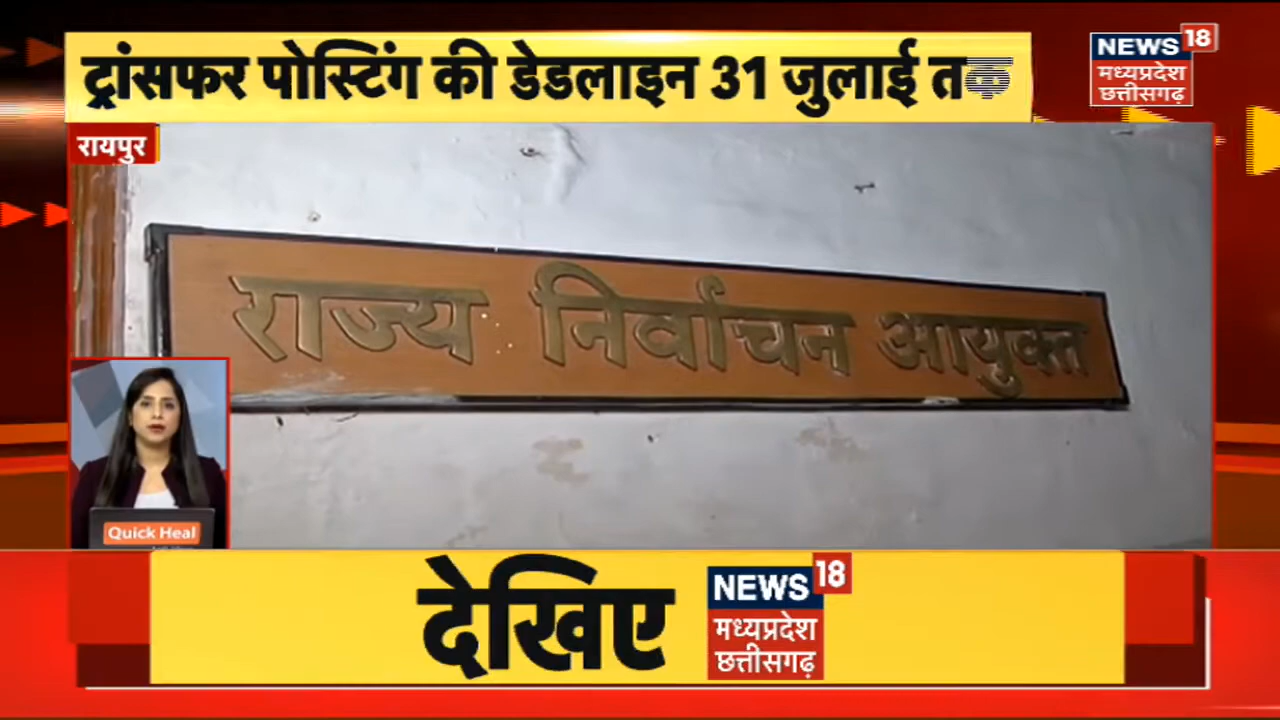 ट्रांसफर पोस्टिंग की डेडलाइन 31 जुलाई तक
NEWS 18
मध्यप्रदेश
छत्तीसगढ़
रायपुर
राज्य निर्वाचन आयुक्त
Quick Heal
देखिए
NEWS 18
मध्यप्रदेश
छत्तीसगढ़